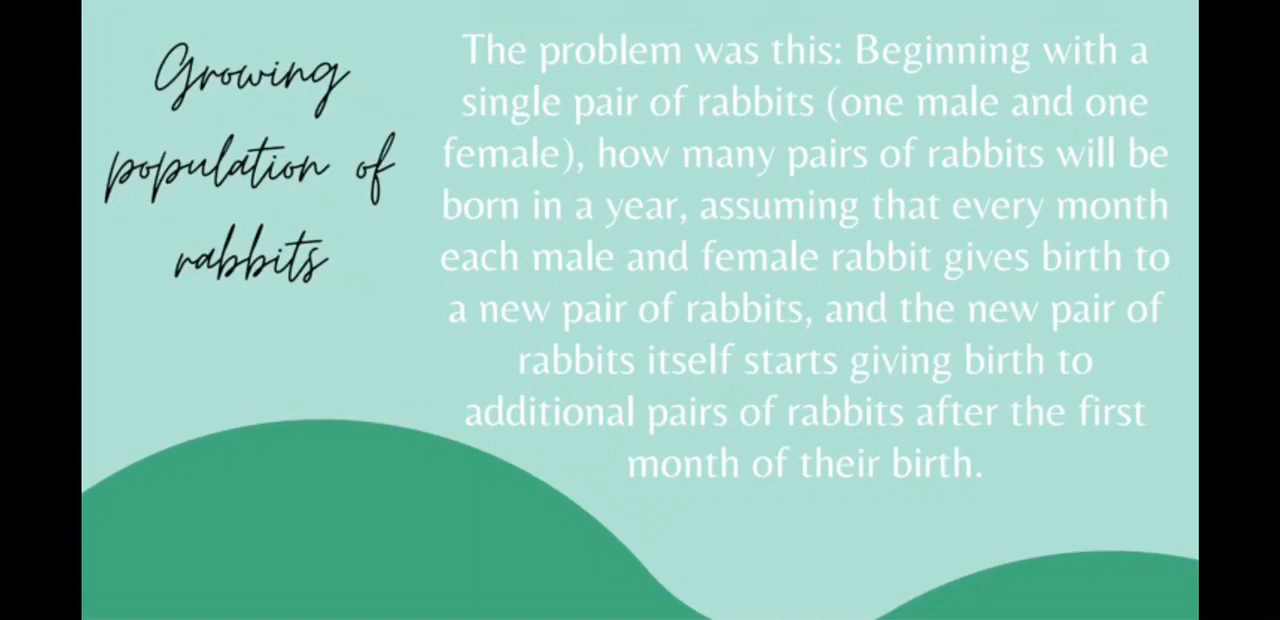 Growing
population of
rabbits
The problem was this: Beginning with a
single pair of rabbits (one male and one
female), how many pairs of rabbits will be
born in a year, assuming that every month
each male and female rabbit gives birth to
a new pair of rabbits, and the new pair of
rabbits itself starts giving birth to
additional pairs of rabbits after the first
month of their birth.